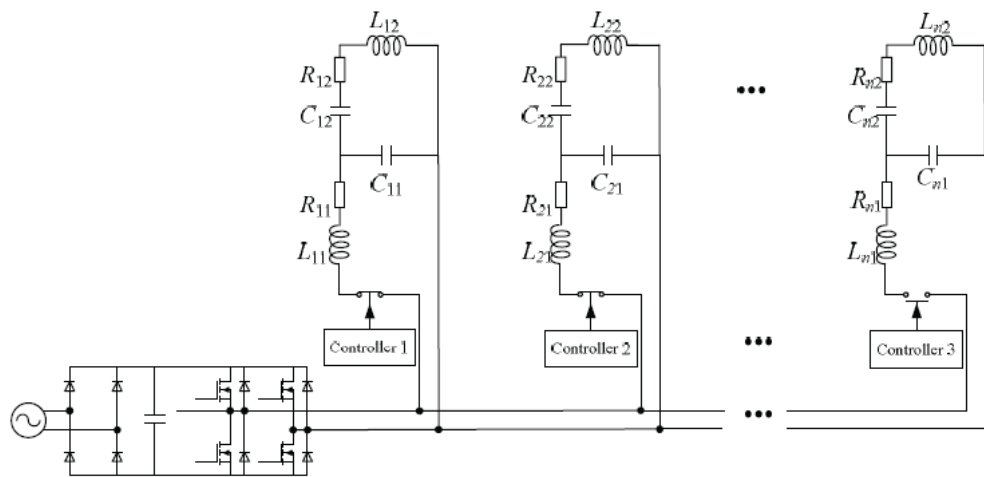 L12
L22
Ln2
R12
R22
Rn2
C12
C22
Cn2
C11
C21
Cn1
R11
R21
Rn1
L11
L21
Ln1
Controller 1
Controller 2
Controller 3